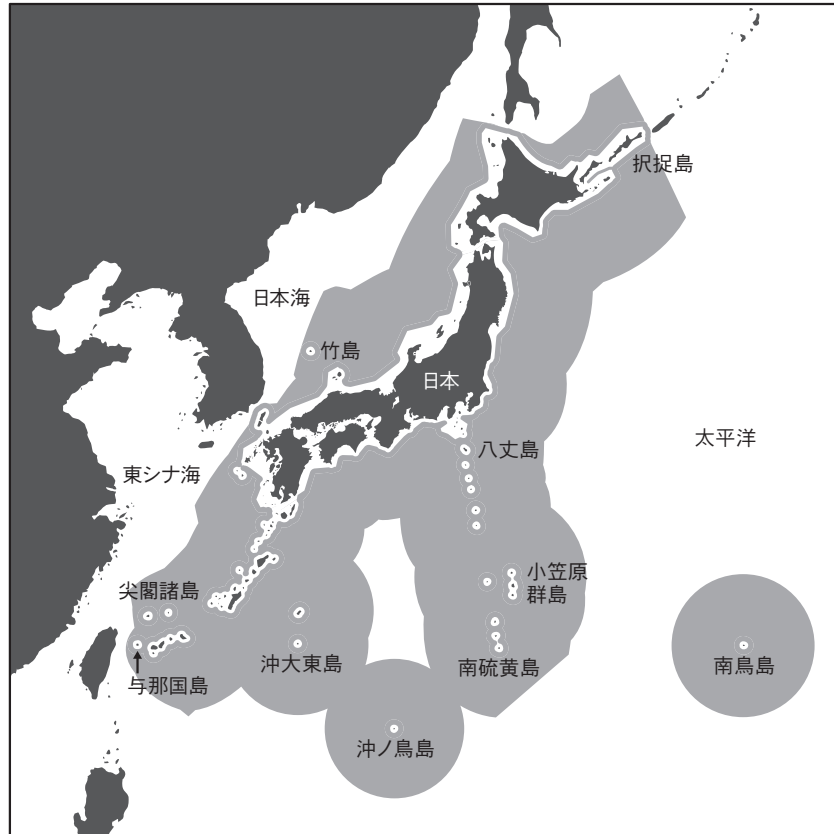 択捉島
日本海
竹島
日本
太平洋
八丈島
東シナ海
小笠原
群島
尖閣諸島
沖大東島
南硫黄島
南鳥島
与那国島
沖ノ鳥島